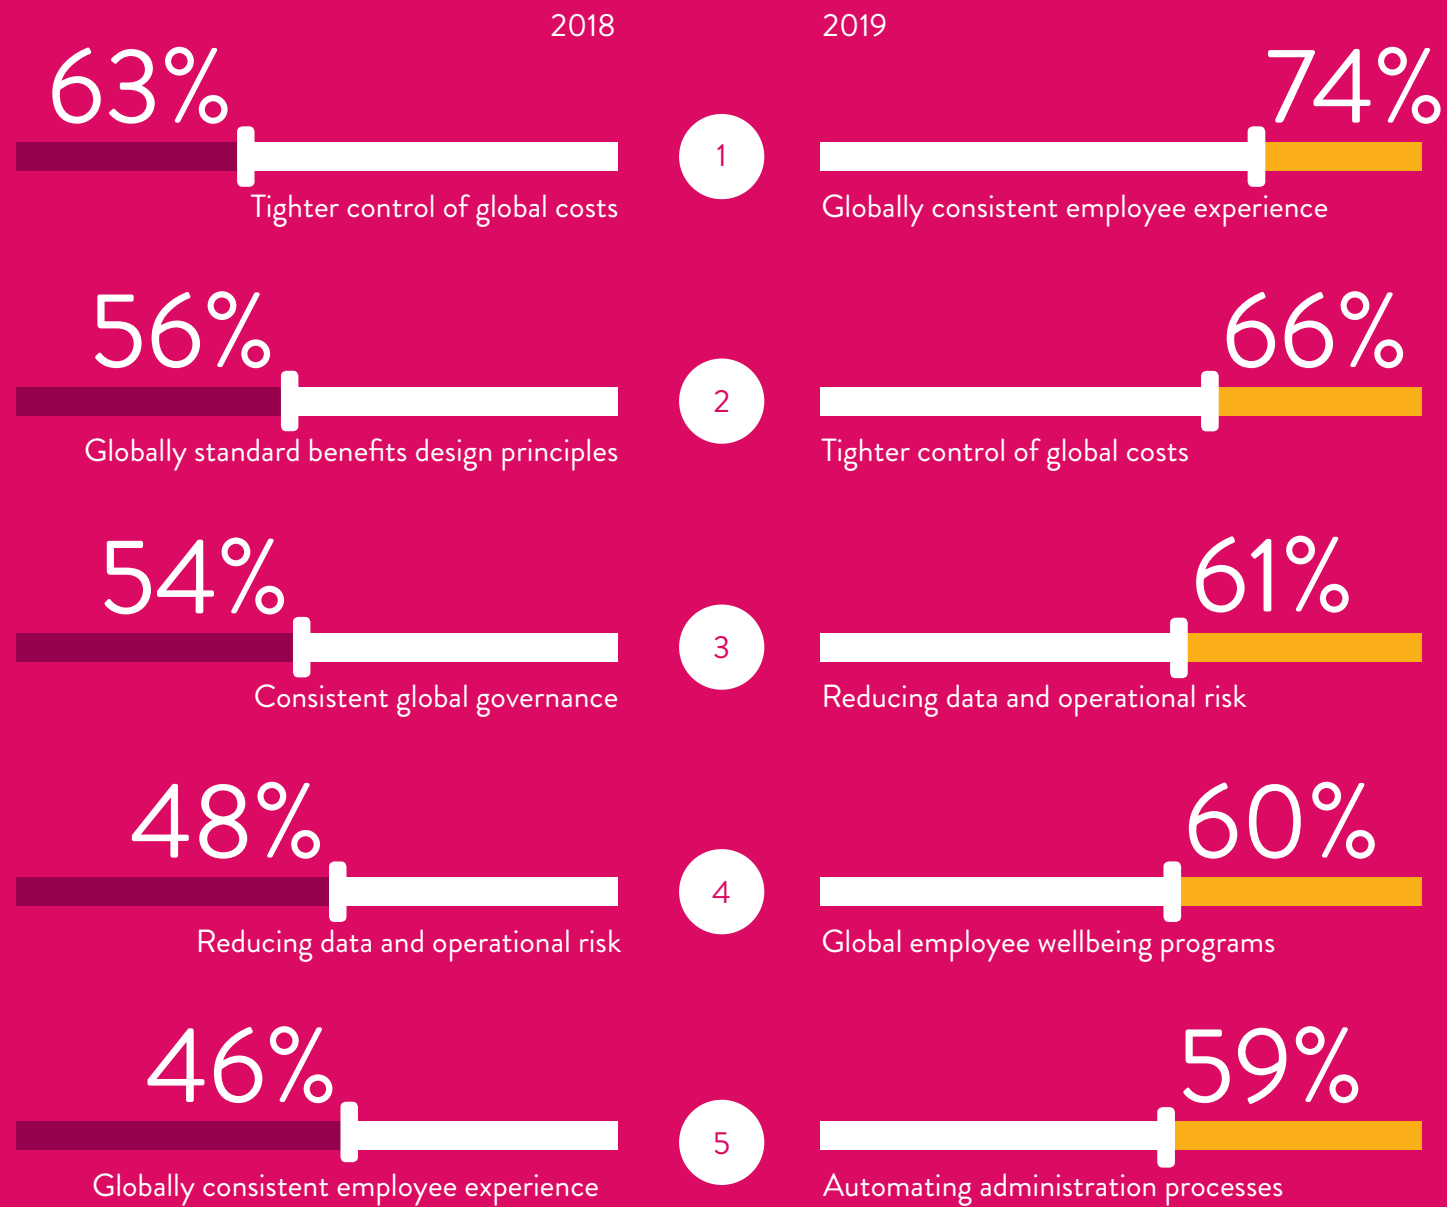 2018
2019
63%
74%
1
Tighter control of global costs
Globally consistent employee experience
56%
66%
2
Globally standard benefits design principles
Tighter control of global costs
54%
61%
3
Consistent global governance
Reducing data and operational risk
48%
60%
4
Reducing data and operational risk
Global employee wellbeing programs
46%
59%
5
Globally consistent employee experience
Automating administration processes